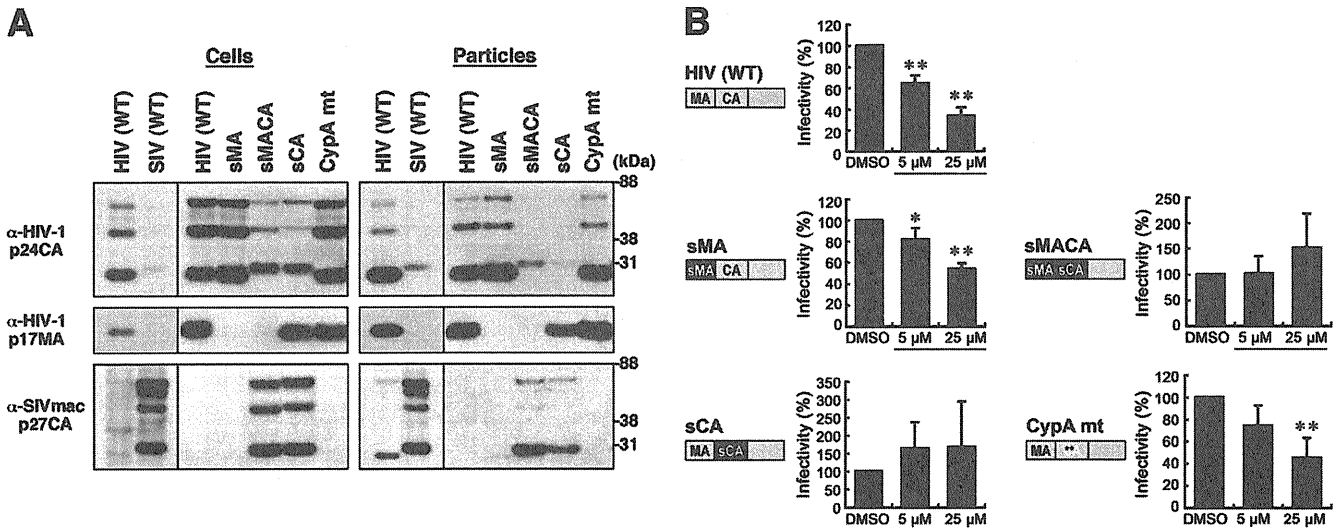 A
Cells
Particles
HIV (WT)
SIV (WT)
HIV (WT)
sMA
sMACA
sCA
CypA mt
HIV (WT)
SIV (WT)
HIV (WT)
sMA
sMACA
sCA
CypA mt
(kDa)
α-HIV-1
p24CA
88
38
31
α-HIV-1
p17MA
α-SIVmac
p27CA
88
38
31
B
HIV (WT)
MA CA
Infectivity (%)
120
100
80
60
40
20
0
**
**
DMSO 5 µM 25 µM
sMA
sMA CA
Infectivity (%)
120
100
80
60
40
20
0
*
**
DMSO 5 µM 25 µM
sMACA
sMA sCA
Infectivity (%)
250
200
150
100
50
0
DMSO 5 µM 25 µM
sCA
MA sCA
Infectivity (%)
350
300
250
200
150
100
50
0
DMSO 5 µM 25 µM
CypA mt
MA **
Infectivity (%)
120
100
80
60
40
20
0
**
DMSO 5 µM 25 µM